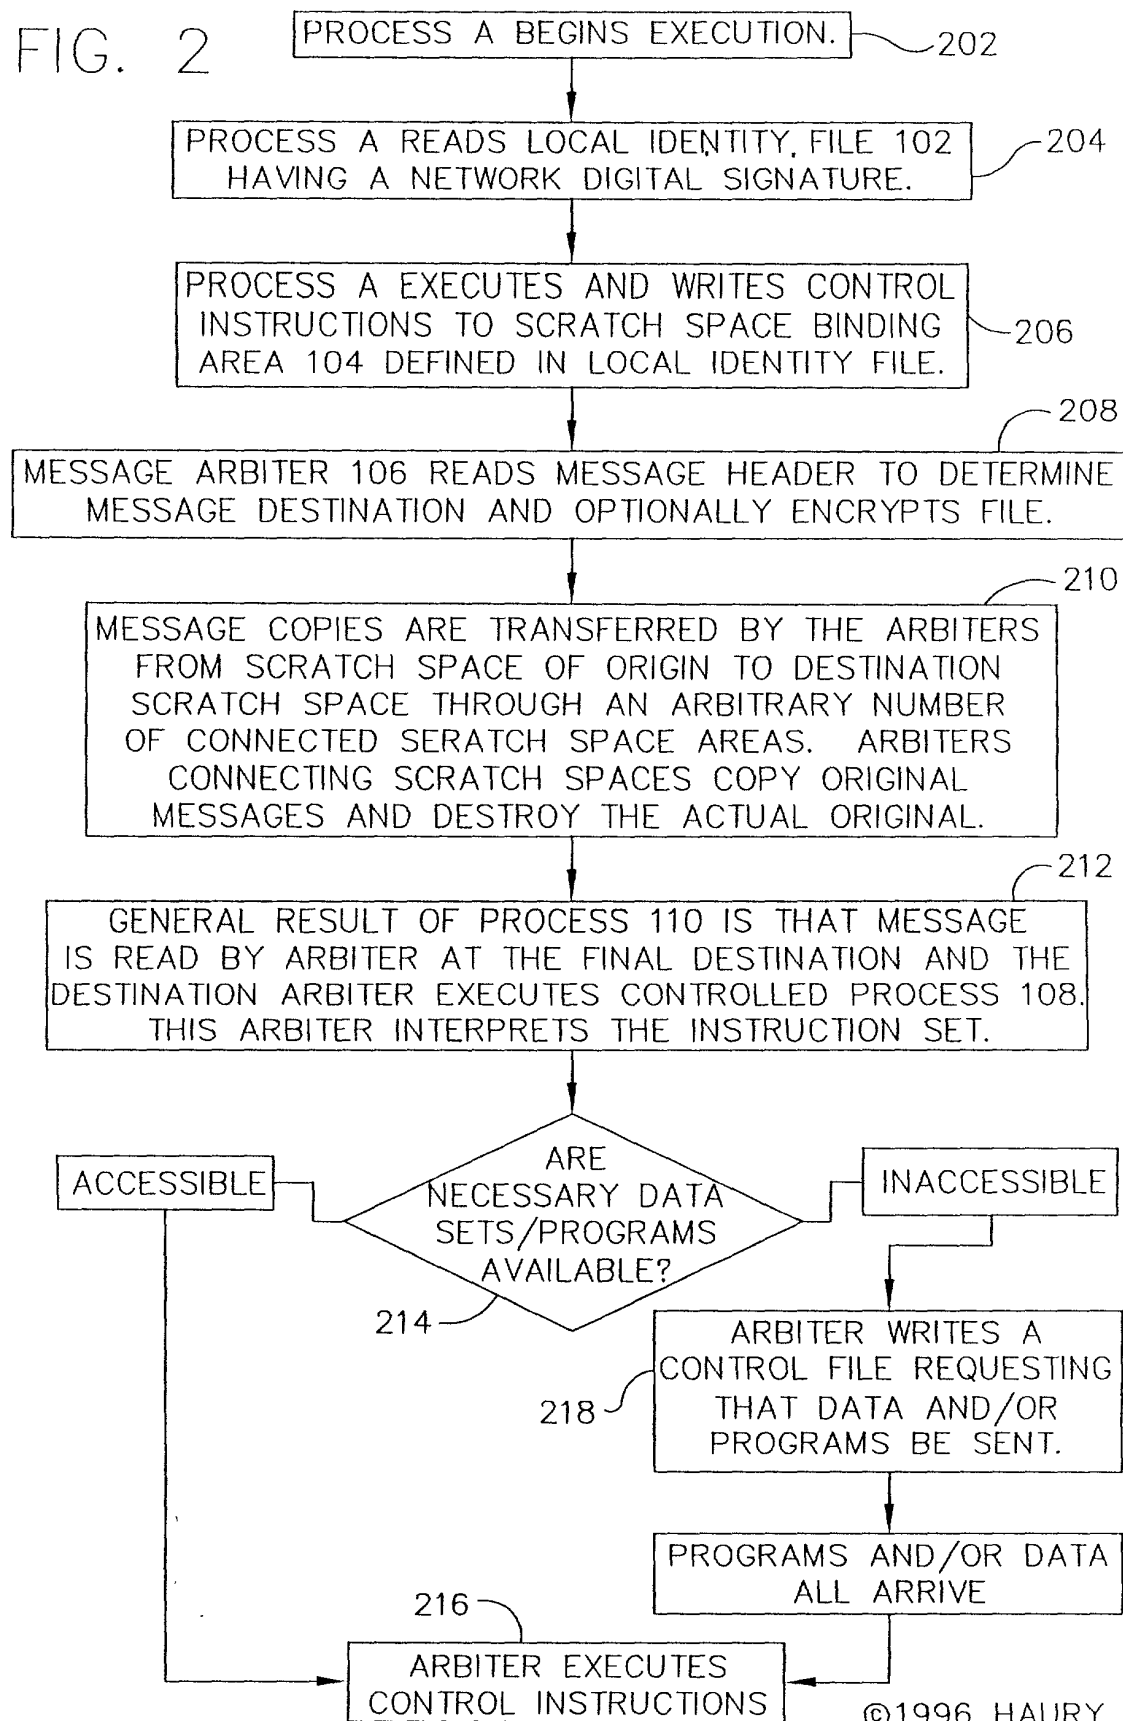 FIG. 2
PROCESS A BEGINS EXECUTION.
202
PROCESS A READS LOCAL IDENTITY. FILE 102
HAVING A NETWORK DIGITAL SIGNATURE.
204
PROCESS A EXECUTES AND WRITES CONTROL
INSTRUCTIONS TO SCRATCH SPACE BINDING
AREA 104 DEFINED IN LOCAL IDENTITY FILE.
206
208
MESSAGE ARBITER 106 READS MESSAGE HEADER TO DETERMINE
MESSAGE DESTINATION AND OPTIONALLY ENCRYPTS FILE.
210
MESSAGE COPIES ARE TRANSFERRED BY THE ARBITERS
FROM SCRATCH SPACE OF ORIGIN TO DESTINATION
SCRATCH SPACE THROUGH AN ARBITRARY NUMBER
OF CONNECTED SERATCH SPACE AREAS. ARBITERS
CONNECTING SCRATCH SPACES COPY ORIGINAL
MESSAGES AND DESTROY THE ACTUAL ORIGINAL.
212
GENERAL RESULT OF PROCESS 110 IS THAT MESSAGE
IS READ BY ARBITER AT THE FINAL DESTINATION AND THE
DESTINATION ARBITER EXECUTES CONTROLLED PROCESS 108.
THIS ARBITER INTERPRETS THE INSTRUCTION SET.
ARE
NECESSARY DATA
SETS/PROGRAMS
AVAILABLE?
214
ACCESSIBLE
INACCESSIBLE
ARBITER WRITES A
CONTROL FILE REQUESTING
THAT DATA AND/OR
PROGRAMS BE SENT.
218
PROGRAMS AND/OR DATA
ALL ARRIVE
216
ARBITER EXECUTES
CONTROL INSTRUCTIONS
©1996 HAURY